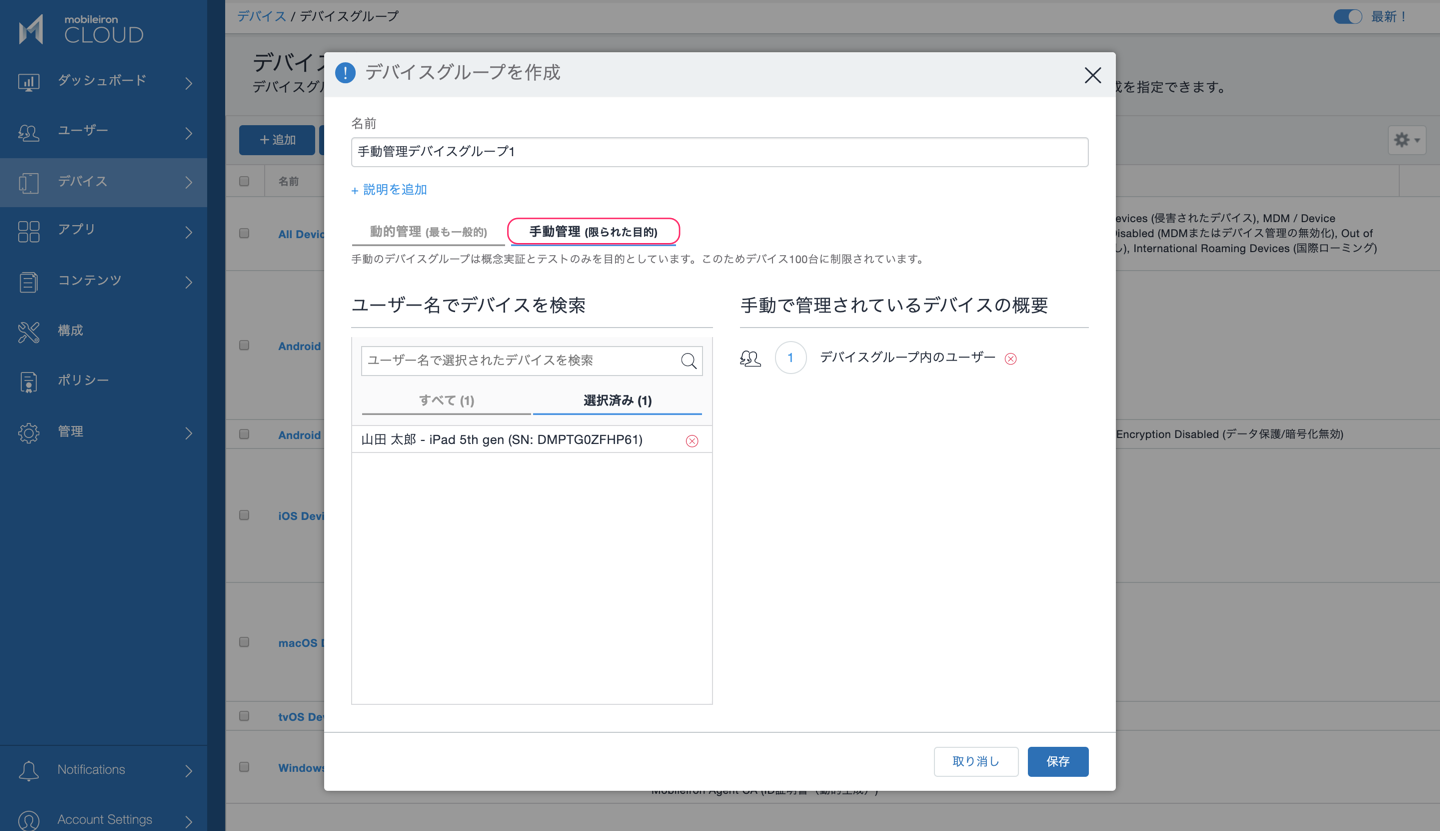 mobileiron
CLOUD
ダッシュボード
ユーザー
デバイス
アプリ
コンテンツ
構成
ポリシー
管理
Notifications
Account Settings
デバイス / デバイスグループ
最新！
デバイス
デバイスグル
を指定できます。
+ 追加
名前
All Devic
evices (侵害されたデバイス), MDM / Device
isabled (MDMまたはデバイス管理の無効化), Out of
し), International Roaming Devices (国際ローミング)
Android
Android
Encryption Disabled (データ保護/暗号化無効)
iOS Devi
macOS D
tvOS De
Windows
MobileIron Agent CA (ID証明書（動的生成）)
! デバイスグループを作成
名前
手動管理デバイスグループ1
+ 説明を追加
動的管理 (最も一般的)
手動管理 (限られた目的)
手動のデバイスグループは概念実証とテストのみを目的としています。このためデバイス100台に制限されています。
ユーザー名でデバイスを検索
ユーザー名で選択されたデバイスを検索
すべて (1)
選択済み (1)
山田 太郎 - iPad 5th gen (SN: DMPTG0ZFHP61)
手動で管理されているデバイスの概要
1 デバイスグループ内のユーザー
取り消し
保存